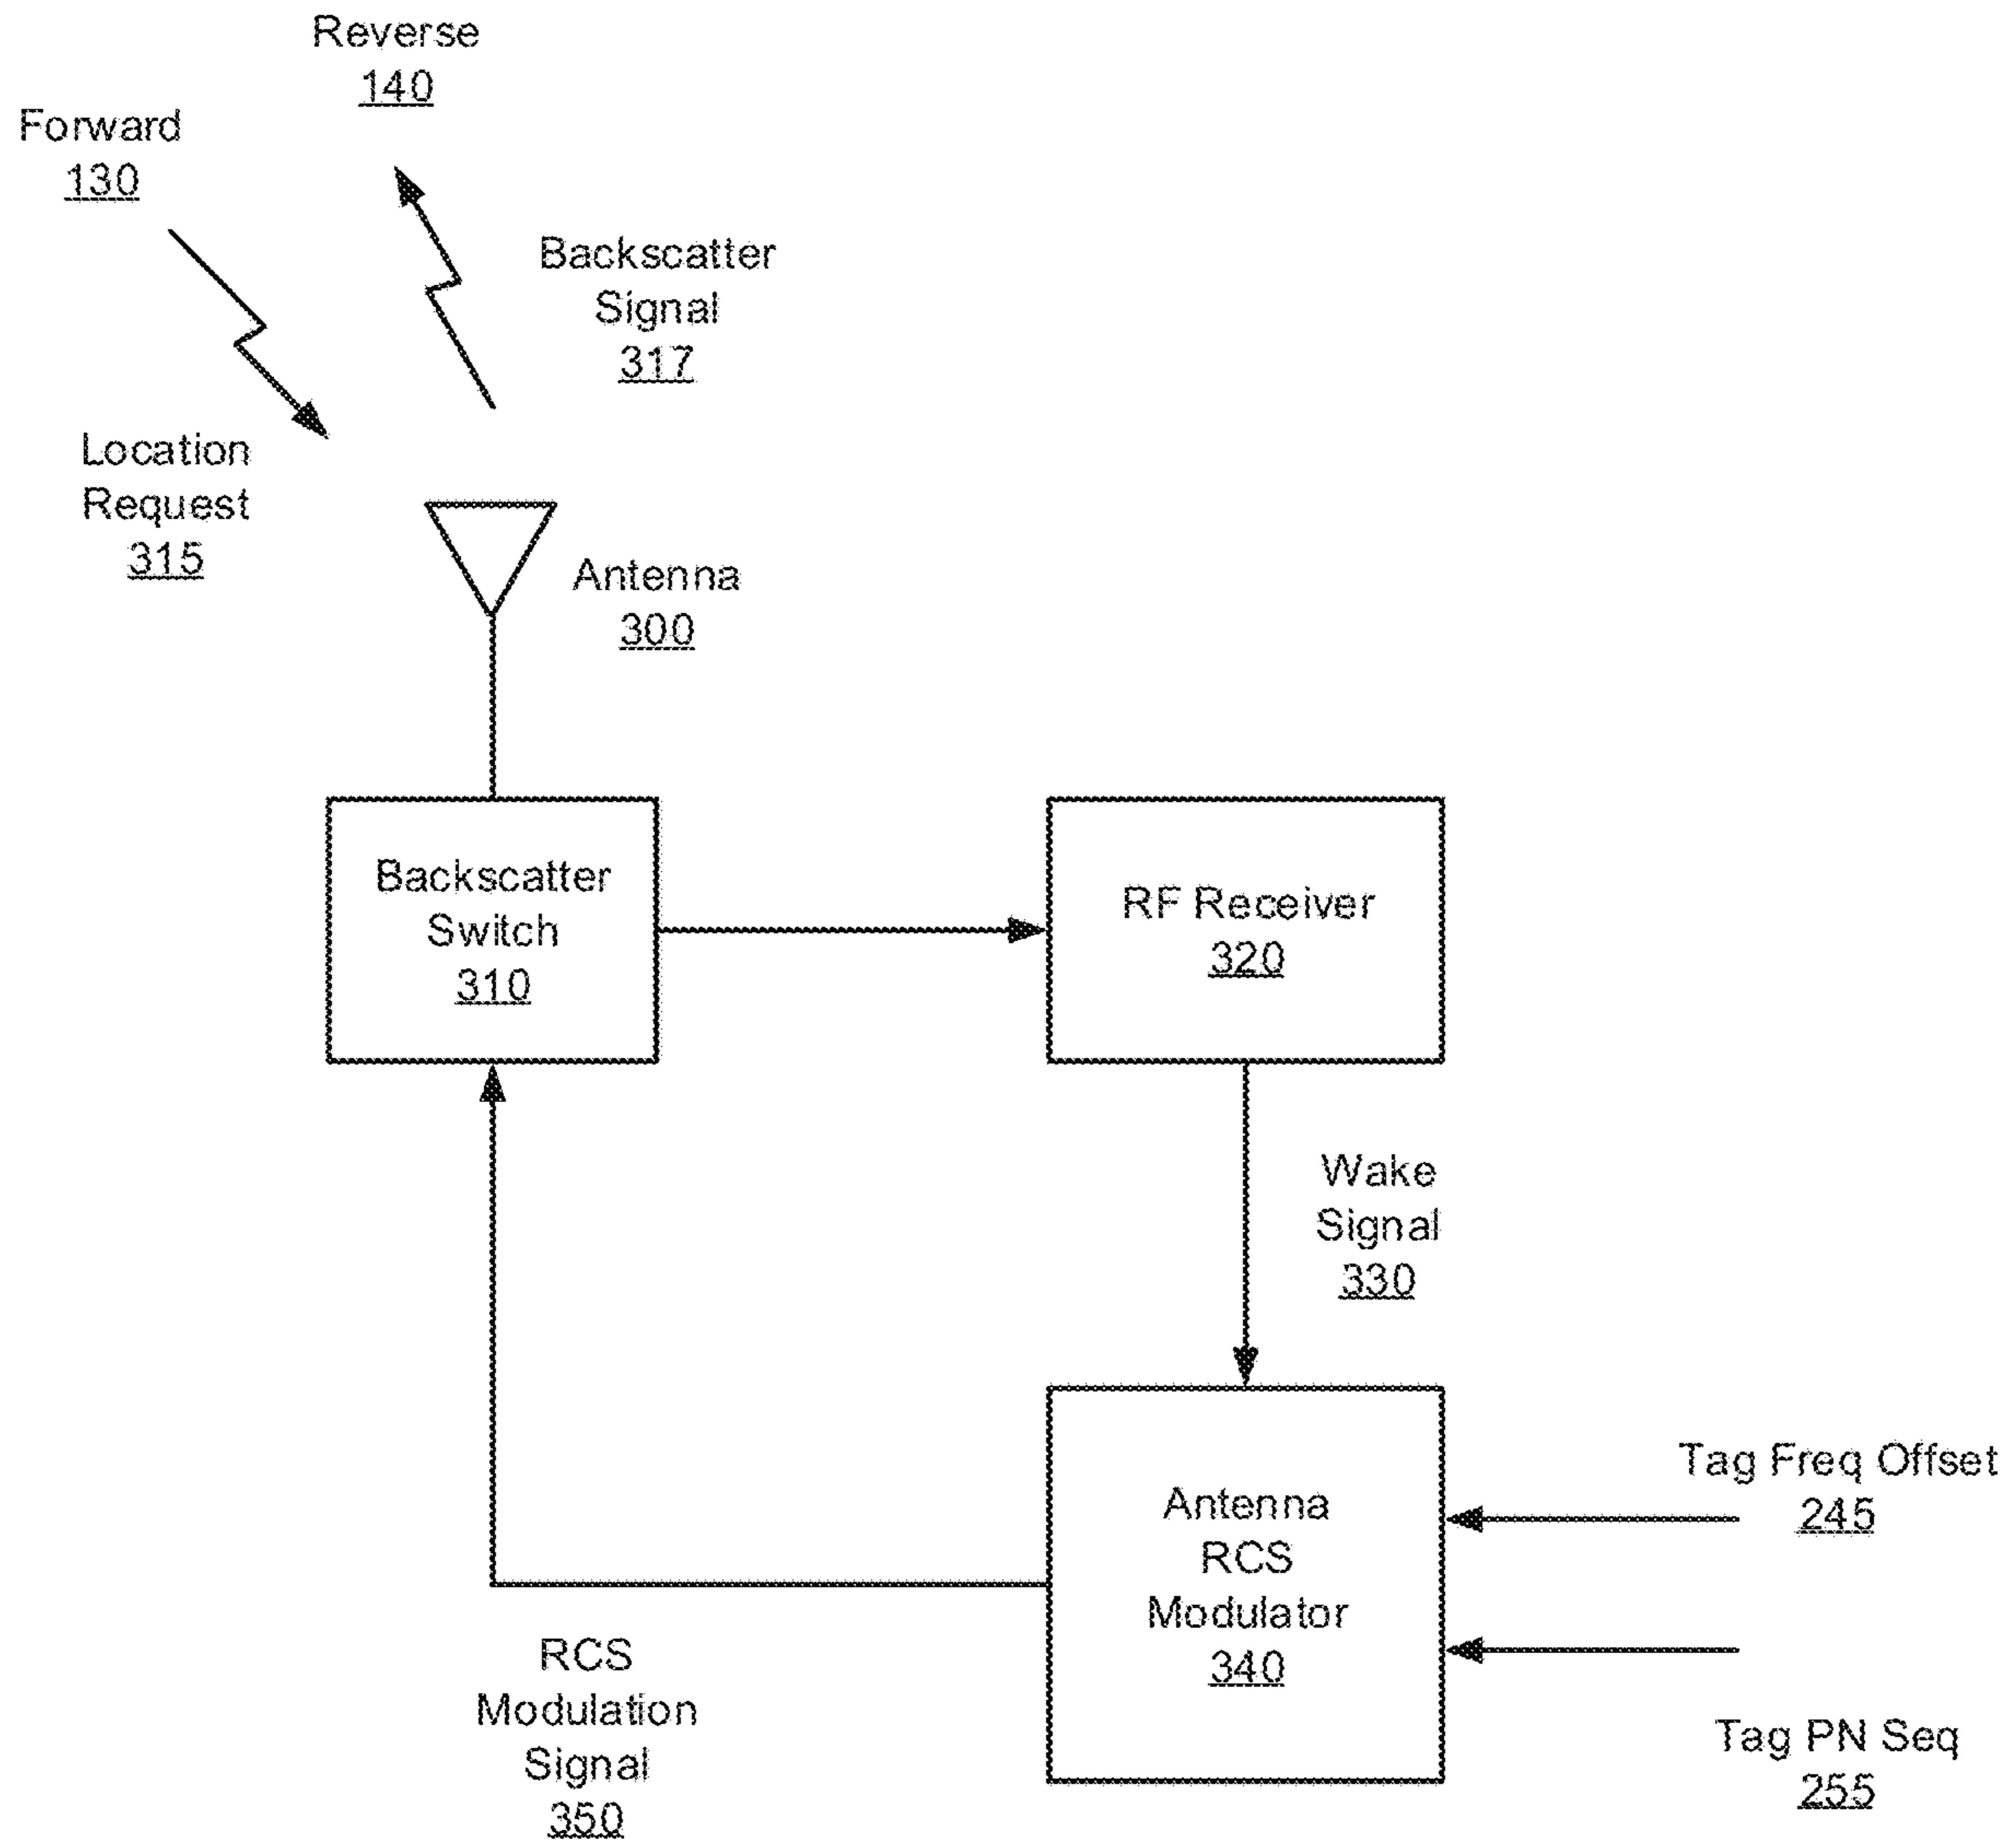 Reverse
140
Forward
130
Backscatter
Signal
317
Location
Request
315
Antenna
300
Backscatter
Switch
310
RF Receiver
320
Wake
Signal
330
Tag Freq Offset
245
Antenna
RCS
Modulator
340
RCS
Modulation
Signal
350
Tag PN Seq
255